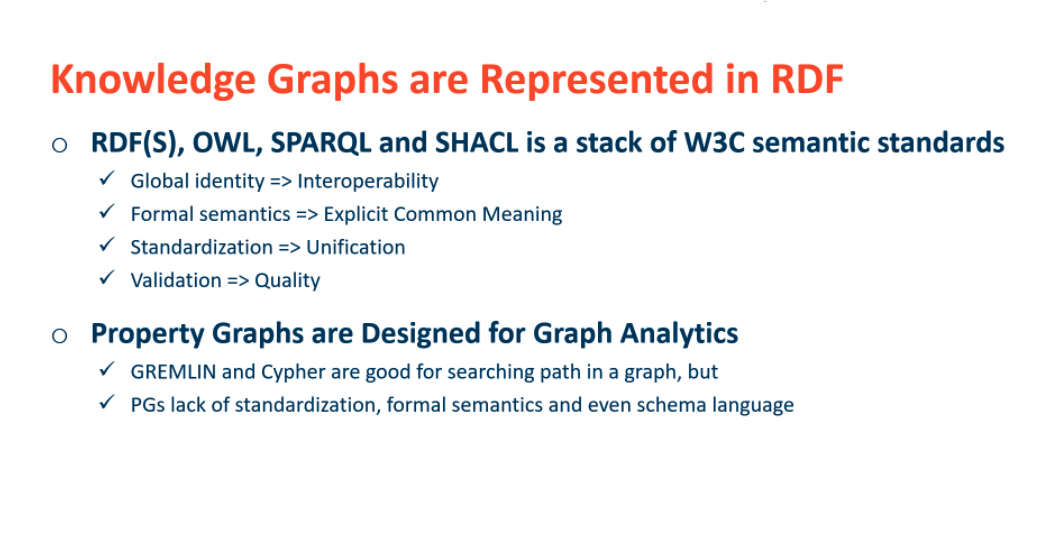 Knowledge Graphs are Represented in RDF
o RDF(S), OWL, SPARQL and SHACL is a stack of W3C semantic standards
✓ Global identity => Interoperability
✓ Formal semantics => Explicit Common Meaning
✓ Standardization => Unification
✓ Validation => Quality
o Property Graphs are Designed for Graph Analytics
✓ GREMLIN and Cypher are good for searching path in a graph, but
✓ PGs lack of standardization, formal semantics and even schema language